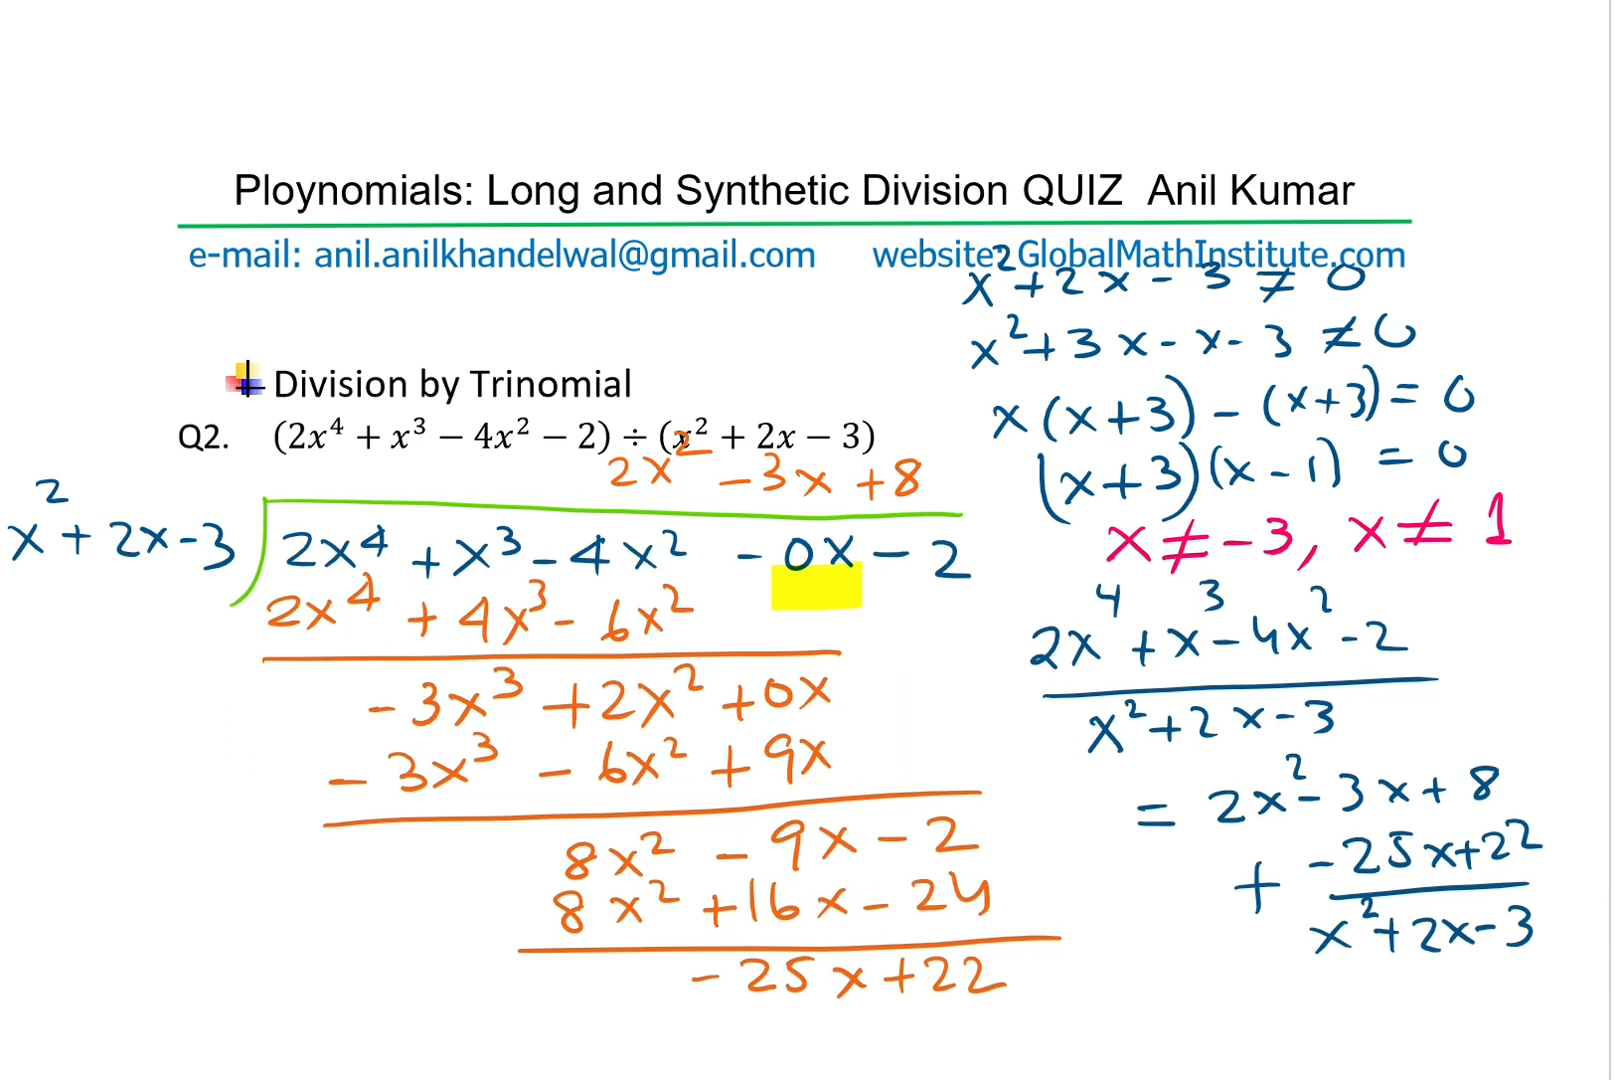 Ploynomials: Long and Synthetic Division QUIZ Anil Kumar
e-mail: anil.anilkhandelwal@gmail.com website: GlobalMathInstitute.com
Division by Trinomial
Q2. (2x⁴ + x³ − 4x² − 2) ÷ (x² + 2x − 3)
2x² − 3x + 8
x² + 2x − 3
2x⁴ + x³ − 4x² − 0x − 2
2x⁴ + 4x³ − 6x²
− 3x³ + 2x² + 0x
− 3x³ − 6x² + 9x
8x² − 9x − 2
8x² + 16x − 24
− 25x + 22
x² + 2x − 3 ≠ 0
x² + 3x − x − 3 ≠ 0
x(x+3) − (x+3) = 0
(x+3)(x−1) = 0
x ≠ −3, x ≠ 1
2x⁴ + x³ − 4x² − 2
x² + 2x − 3
= 2x² − 3x + 8
+ −25x+22
x² + 2x − 3